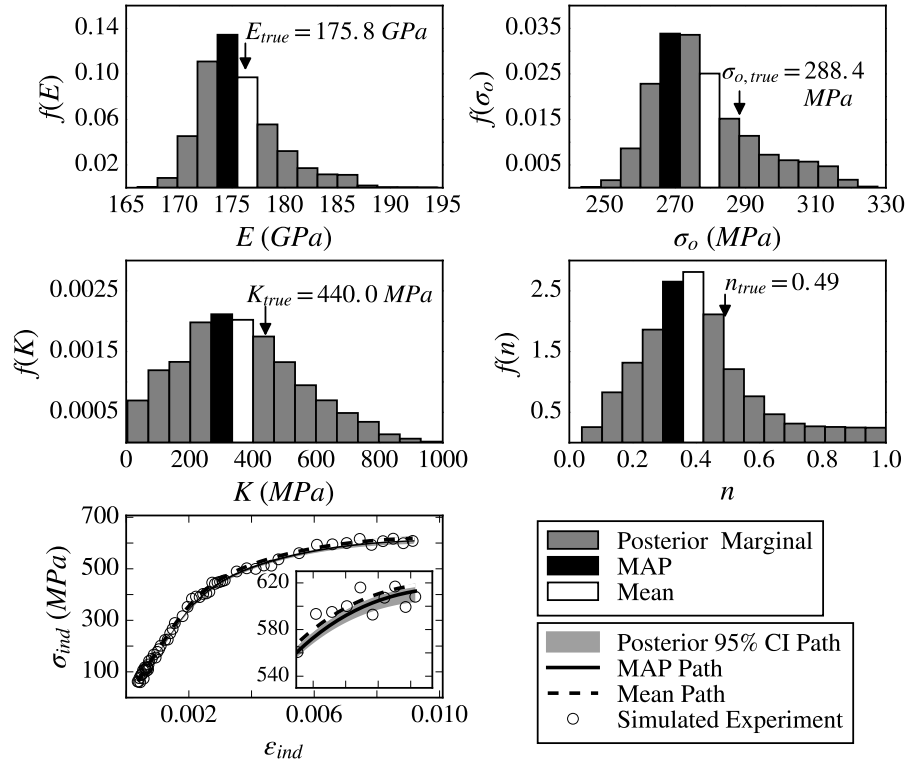 0.14
0.10
0.06
0.02
f(E)
E_true = 175.8 GPa
165 170 175 180 185 190 195
E (GPa)
0.035
0.025
0.015
0.005
f(σ_o)
σ_o,true = 288.4
MPa
250 270 290 310 330
σ_o (MPa)
0.0025
0.0015
0.0005
f(K)
K_true = 440.0 MPa
0 200 400 600 800 1000
K (MPa)
2.5
1.5
0.5
f(n)
n_true = 0.49
0.0 0.2 0.4 0.6 0.8 1.0
n
700
500
300
100
σ_ind (MPa)
620
580
540
0.002 0.006 0.010
ε_ind
Posterior Marginal
MAP
Mean
Posterior 95% CI Path
MAP Path
Mean Path
Simulated Experiment